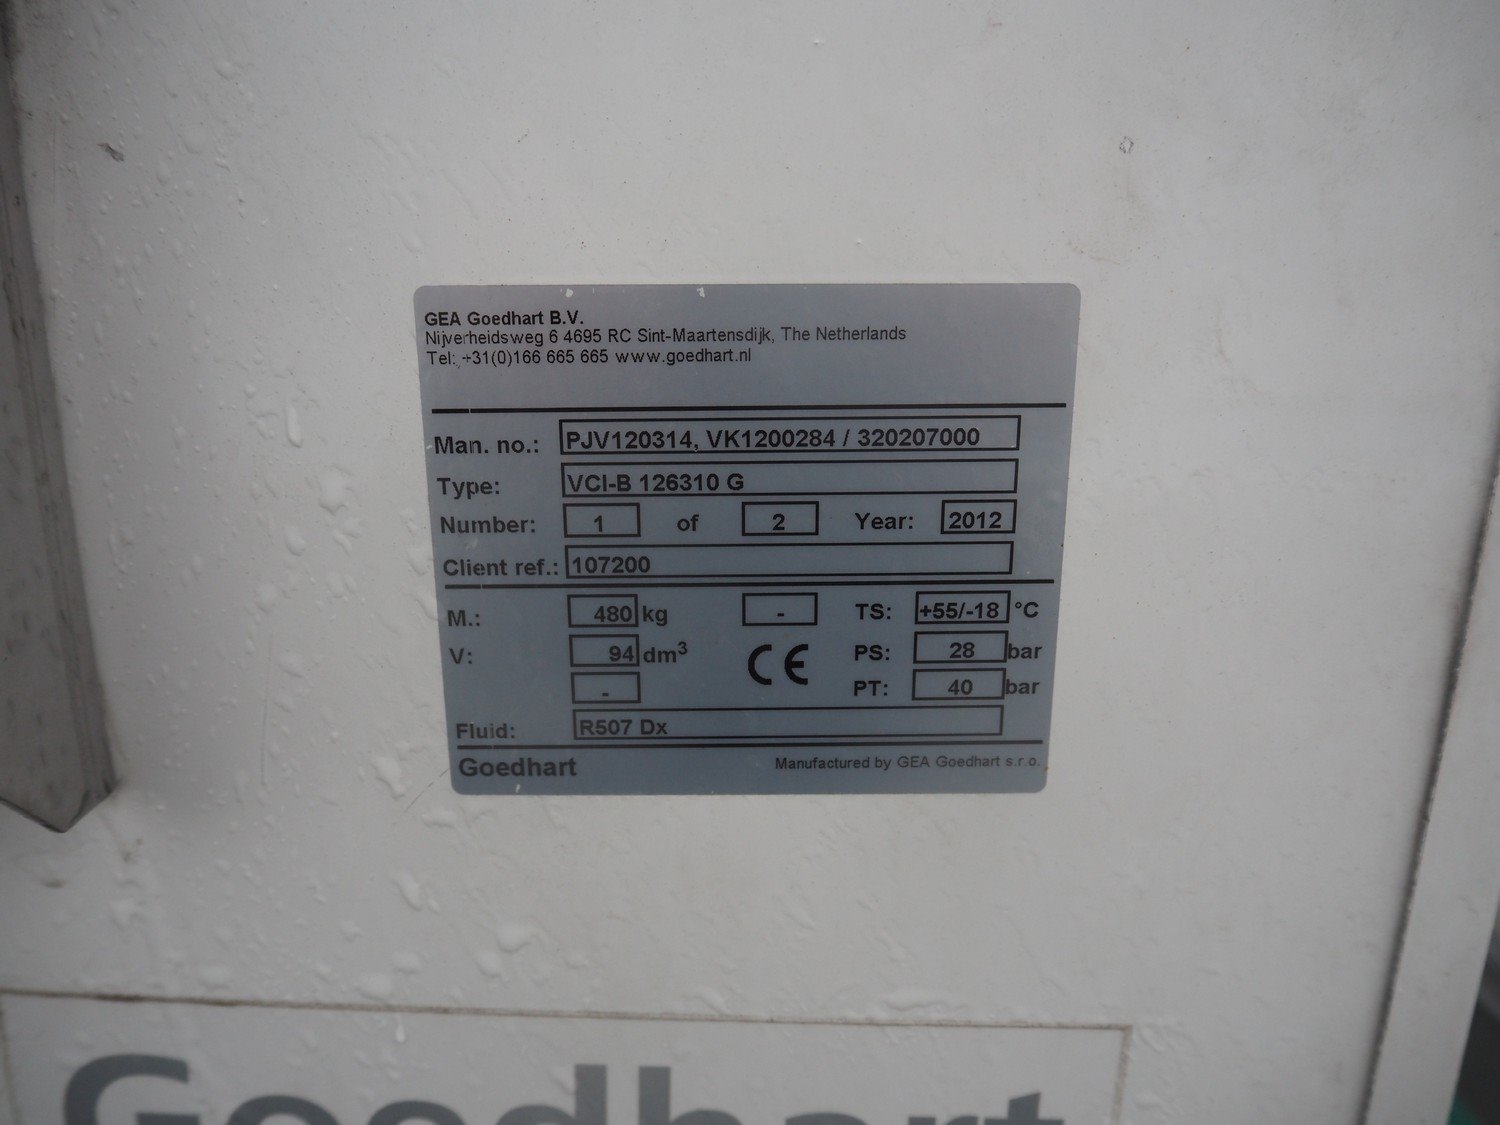 GEA Goedhart B.V.
Nijverheidsweg 6 4695 RC Sint-Maartensdijk, The Netherlands
Tel: +31(0)166 665 665 www.goedhart.nl
Man. no.: PJV120314, VK1200284 / 320207000
Type: VCI-B 126310 G
Number: 1 of 2 Year: 2012
Client ref.: 107200
M.: 480 kg - TS: +55/-18 °C
V: 94 dm³ CE PS: 28 bar
- PT: 40 bar
Fluid: R507 Dx
Goedhart Manufactured by GEA Goedhart s.r.o.
Goedhart